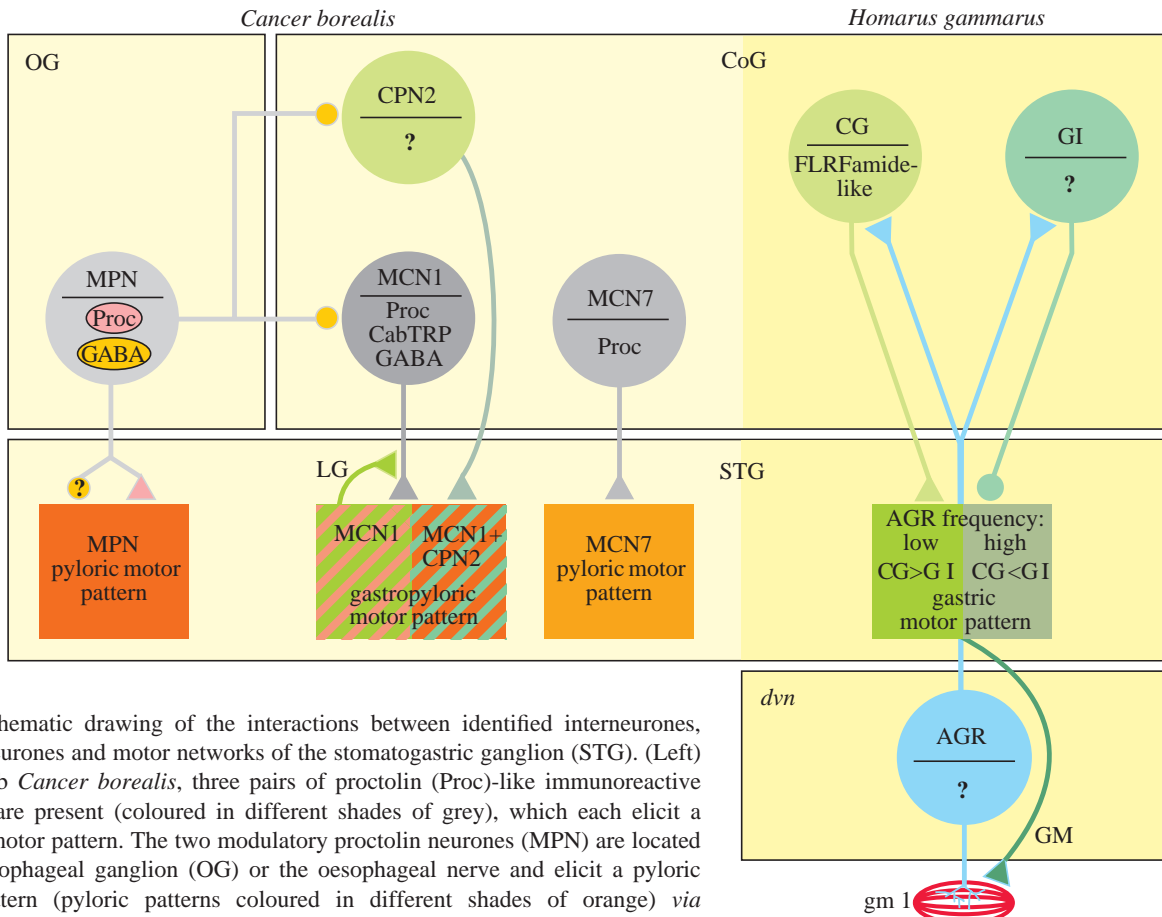 Cancer borealis
Homarus gammarus
OG
CoG
CPN2
?
CG
FLRFamide-
like
GI
?
MPN
Proc
GABA
MCN1
Proc
CabTRP
GABA
MCN7
Proc
?
LG
STG
MPN
pyloric motor
pattern
MCN1
MCN1+
CPN2
gastropyloric
motor pattern
MCN7
pyloric motor
pattern
AGR frequency:
low high
CG>G I CG<GI
gastric
motor pattern
dvn
AGR
?
GM
gm 1
hematic drawing of the interactions between identified interneurones,
eurones and motor networks of the stomatogastric ganglion (STG). (Left)
b Cancer borealis, three pairs of proctolin (Proc)-like immunoreactive
are present (coloured in different shades of grey), which each elicit a
motor pattern. The two modulatory proctolin neurones (MPN) are located
sophageal ganglion (OG) or the oesophageal nerve and elicit a pyloric
ttern (pyloric patterns coloured in different shades of orange) via